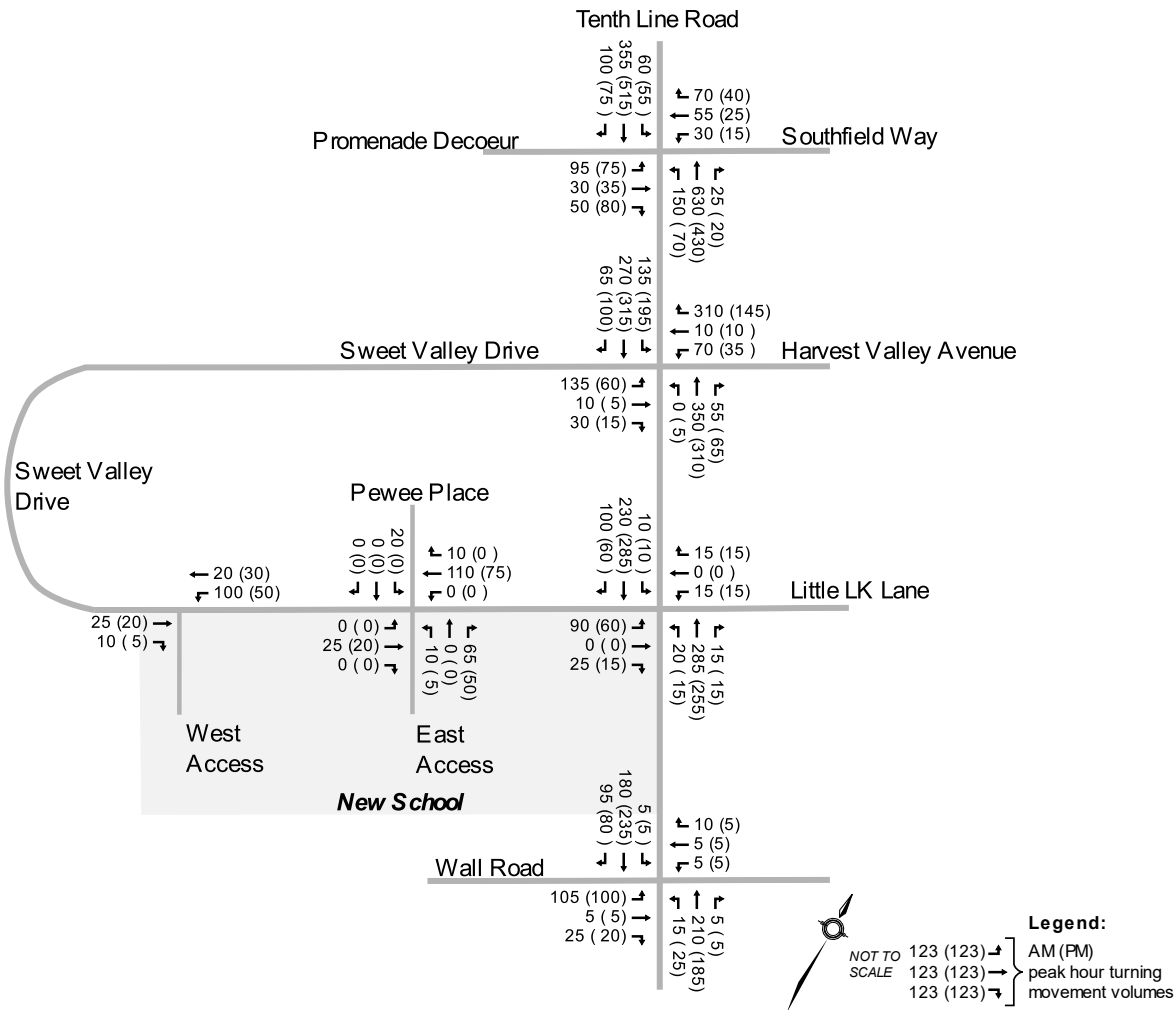 Tenth Line Road
100 (75 )
355 (515)
60 (55 )
70 (40)
55 (25)
30 (15)
Promenade Decoeur
Southfield Way
95 (75)
30 (35)
50 (80)
150 ( 70)
630 (430)
25 ( 20)
65 (100)
270 (315)
135 (195)
310 (145)
10 (10 )
70 (35 )
Sweet Valley Drive
Harvest Valley Avenue
135 (60)
10 ( 5)
30 (15)
0 ( 5)
350 (310)
55 ( 65)
Sweet Valley
Drive
Pewee Place
0 (0)
0 (0)
20 (0)
10 (0 )
110 (75)
0 (0 )
100 (60)
230 (285)
10 (10 )
15 (15)
0 (0 )
15 (15)
20 (30)
100 (50)
Little LK Lane
25 (20)
10 ( 5)
0 ( 0)
25 (20)
0 ( 0)
10 ( 5)
0 ( 0)
65 (50)
90 (60)
0 ( 0)
25 (15)
20 ( 15)
285 (255)
15 ( 15)
West
Access
East
Access
New School
95 (80 )
180 (235)
5 (5 )
10 (5)
5 (5)
5 (5)
Wall Road
105 (100)
5 ( 5)
25 ( 20)
15 ( 25)
210 (185)
5 ( 5)
Legend:
NOT TO
SCALE
123 (123) AM (PM)
123 (123) peak hour turning
123 (123) movement volumes